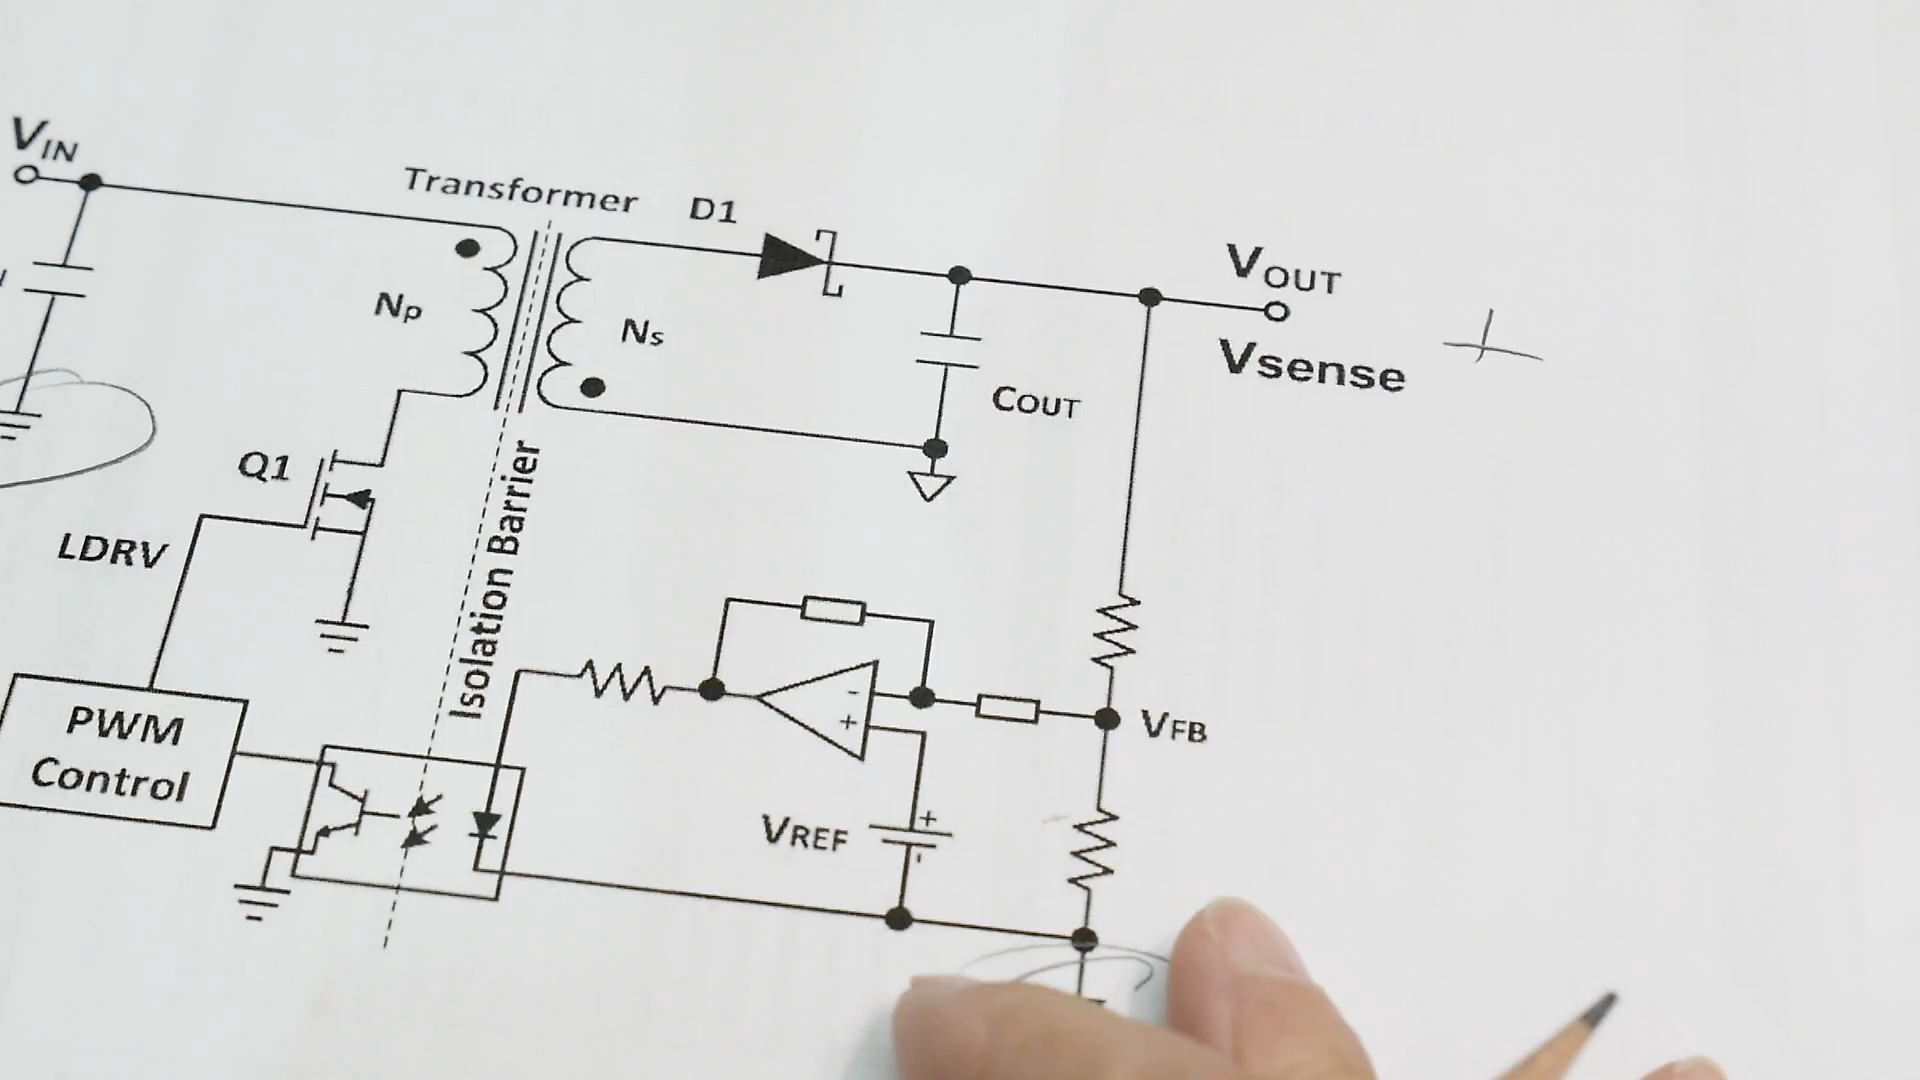 VIN
Transformer
D1
VOUT
Vsense
+
NP
NS
COUT
Q1
LDRV
Isolation Barrier
PWM
Control
-
+
VFB
VREF
+
-